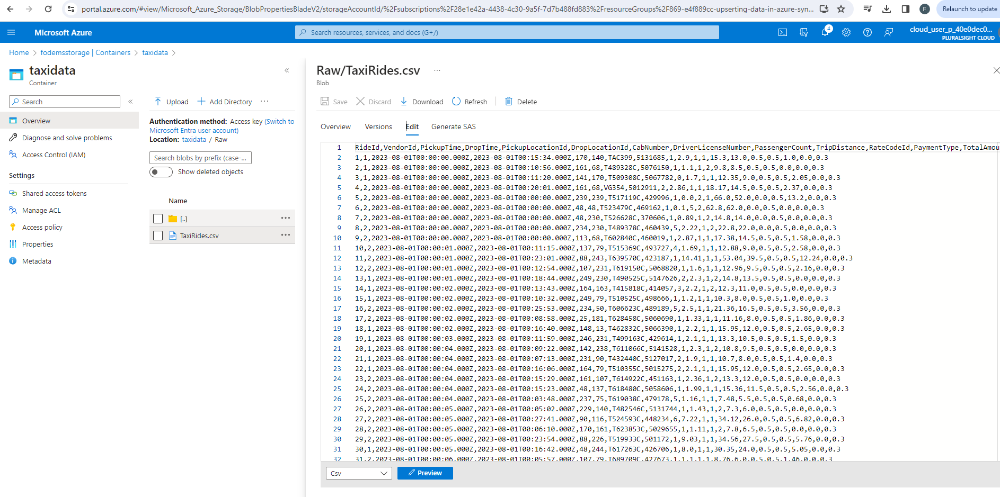 portal.azure.com/#view/Microsoft_Azure_Storage/BlobPropertiesBladeV2/storageAccountId/%2Fsubscriptions%2F28e1e42a-4438-4c30-9a5f-7d7b488fd883%2FresourceGroups%2F869-e4f889cc-upserting-data-in-azure-syn...
F
Relaunch to update
Microsoft Azure
Search resources, services, and docs (G+/)
4
cloud_user_p_40e0dec0...
PLURALSIGHT CLOUD
Home > fodemsstorage | Containers > taxidata >
taxidata
Container
Search
Overview
Diagnose and solve problems
Access Control (IAM)
Settings
Shared access tokens
Manage ACL
Access policy
Properties
Metadata
Upload Add Directory ...
Authentication method: Access key (Switch to
Microsoft Entra user account)
Location: taxidata / Raw
Search blobs by prefix (case-...
Show deleted objects
Name
[..]
TaxiRides.csv
Raw/TaxiRides.csv ...
Blob
Save Discard Download Refresh Delete
Overview Versions Edit Generate SAS
1 RideId,VendorId,PickupTime,DropTime,PickupLocationId,DropLocationId,CabNumber,DriverLicenseNumber,PassengerCount,TripDistance,RateCodeId,PaymentType,TotalAmou
2 1,1,2023-08-01T00:00:00.000Z,2023-08-01T00:15:34.000Z,170,140,TAC399,5131685,1,2.9,1,1,15.3,13.0,0.5,0.5,1.0,0.0,0.3
3 2,1,2023-08-01T00:00:00.000Z,2023-08-01T00:10:56.000Z,161,68,T489328C,5076150,1,1.1,1,2,9.8,8.5,0.5,0.5,0.0,0.0,0.3
4 3,1,2023-08-01T00:00:00.000Z,2023-08-01T00:11:20.000Z,141,170,T509308C,5067782,0,1.7,1,1,12.35,9.0,0.5,0.5,2.05,0.0,0.3
5 4,2,2023-08-01T00:00:00.000Z,2023-08-01T00:20:01.000Z,161,68,VG354,5012911,2,2.86,1,1,18.17,14.5,0.5,0.5,2.37,0.0,0.3
6 5,2,2023-08-01T00:00:00.000Z,2023-08-01T00:00:00.000Z,239,239,T517119C,429996,1,0.0,2,1,66.0,52.0,0.0,0.5,13.2,0.0,0.3
7 6,2,2023-08-01T00:00:00.000Z,2023-08-01T00:00:00.000Z,48,48,T523479C,469162,1,0.1,5,2,62.8,62.0,0.0,0.5,0.0,0.0,0.3
8 7,2,2023-08-01T00:00:00.000Z,2023-08-01T00:00:00.000Z,48,230,T526628C,370606,1,0.89,1,2,14.8,14.0,0.0,0.5,0.0,0.0,0.3
9 8,2,2023-08-01T00:00:00.000Z,2023-08-01T00:00:00.000Z,234,230,T489378C,460439,5,2.22,1,2,22.8,22.0,0.0,0.5,0.0,0.0,0.3
10 9,2,2023-08-01T00:00:00.000Z,2023-08-01T00:00:00.000Z,113,68,T602840C,460019,1,2.87,1,1,17.38,14.5,0.5,0.5,1.58,0.0,0.3
11 10,2,2023-08-01T00:00:01.000Z,2023-08-01T00:11:15.000Z,137,79,T515369C,493727,4,1.69,1,1,12.88,9.0,0.5,0.5,2.58,0.0,0.3
12 11,2,2023-08-01T00:00:01.000Z,2023-08-01T00:23:01.000Z,88,243,T639570C,423187,1,14.41,1,1,53.04,39.5,0.5,0.5,12.24,0.0,0.3
13 12,2,2023-08-01T00:00:01.000Z,2023-08-01T00:12:54.000Z,107,231,T619150C,5068820,1,1.6,1,1,12.96,9.5,0.5,0.5,2.16,0.0,0.3
14 13,1,2023-08-01T00:00:01.000Z,2023-08-01T00:18:44.000Z,249,230,T490525C,5147626,2,2.3,1,2,14.8,13.5,0.5,0.5,0.0,0.0,0.3
15 14,1,2023-08-01T00:00:02.000Z,2023-08-01T00:13:43.000Z,164,163,T415818C,414057,3,2.2,1,2,12.3,11.0,0.5,0.5,0.0,0.0,0.3
16 15,1,2023-08-01T00:00:02.000Z,2023-08-01T00:10:32.000Z,249,79,T510525C,498666,1,1.2,1,1,10.3,8.0,0.5,0.5,1.0,0.0,0.3
17 16,2,2023-08-01T00:00:02.000Z,2023-08-01T00:25:53.000Z,234,50,T606623C,489189,5,2.5,1,1,21.36,16.5,0.5,0.5,3.56,0.0,0.3
18 17,2,2023-08-01T00:00:02.000Z,2023-08-01T00:08:58.000Z,25,181,T628458C,5060690,1,1.33,1,1,11.16,8.0,0.5,0.5,1.86,0.0,0.3
19 18,1,2023-08-01T00:00:02.000Z,2023-08-01T00:16:40.000Z,148,13,T462832C,5066390,1,2.2,1,1,15.95,12.0,0.5,0.5,2.65,0.0,0.3
20 19,1,2023-08-01T00:00:03.000Z,2023-08-01T00:11:59.000Z,246,231,T499163C,429614,1,2.1,1,1,13.3,10.5,0.5,0.5,1.5,0.0,0.3
21 20,1,2023-08-01T00:00:04.000Z,2023-08-01T00:09:22.000Z,142,238,T611066C,5141528,1,2.3,1,2,10.8,9.5,0.5,0.5,0.0,0.0,0.3
22 21,1,2023-08-01T00:00:04.000Z,2023-08-01T00:07:13.000Z,231,90,T432440C,5127017,2,1.9,1,1,10.7,8.0,0.5,0.5,1.4,0.0,0.3
23 22,1,2023-08-01T00:00:04.000Z,2023-08-01T00:16:06.000Z,164,79,T510355C,5015275,2,2.1,1,1,15.95,12.0,0.5,0.5,2.65,0.0,0.3
24 23,2,2023-08-01T00:00:04.000Z,2023-08-01T00:15:29.000Z,161,107,T614922C,451163,1,2.36,1,2,13.3,12.0,0.5,0.5,0.0,0.0,0.3
25 24,2,2023-08-01T00:00:04.000Z,2023-08-01T00:15:23.000Z,48,137,T618480C,5058606,1,1.99,1,1,15.36,11.5,0.5,0.5,2.56,0.0,0.3
26 25,2,2023-08-01T00:00:04.000Z,2023-08-01T00:03:48.000Z,237,75,T619038C,479178,5,1.16,1,1,7.48,5.5,0.5,0.5,0.68,0.0,0.3
27 26,2,2023-08-01T00:00:05.000Z,2023-08-01T00:05:02.000Z,229,140,T482546C,5131744,1,1.43,1,2,7.3,6.0,0.5,0.5,0.0,0.0,0.3
28 27,2,2023-08-01T00:00:05.000Z,2023-08-01T00:27:41.000Z,90,116,T524593C,448234,6,7.22,1,1,34.12,26.0,0.5,0.5,6.82,0.0,0.3
29 28,2,2023-08-01T00:00:05.000Z,2023-08-01T00:06:10.000Z,170,161,T623853C,5029655,1,1.11,1,2,7.8,6.5,0.5,0.5,0.0,0.0,0.3
30 29,2,2023-08-01T00:00:05.000Z,2023-08-01T00:23:54.000Z,88,226,T519933C,501172,1,9.03,1,1,34.56,27.5,0.5,0.5,5.76,0.0,0.3
31 30,1,2023-08-01T00:00:05.000Z,2023-08-01T00:16:42.000Z,48,244,T617263C,426706,1,8.0,1,1,30.35,24.0,0.5,0.5,5.05,0.0,0.3
32 31,2,2023-08-01T00:00:06.000Z,2023-08-01T00:05:57.000Z,107,79,T689709C,427673,1,1.1,1,1,8.76,6.0,0.5,0.5,1.46,0.0,0.3
Csv
Preview